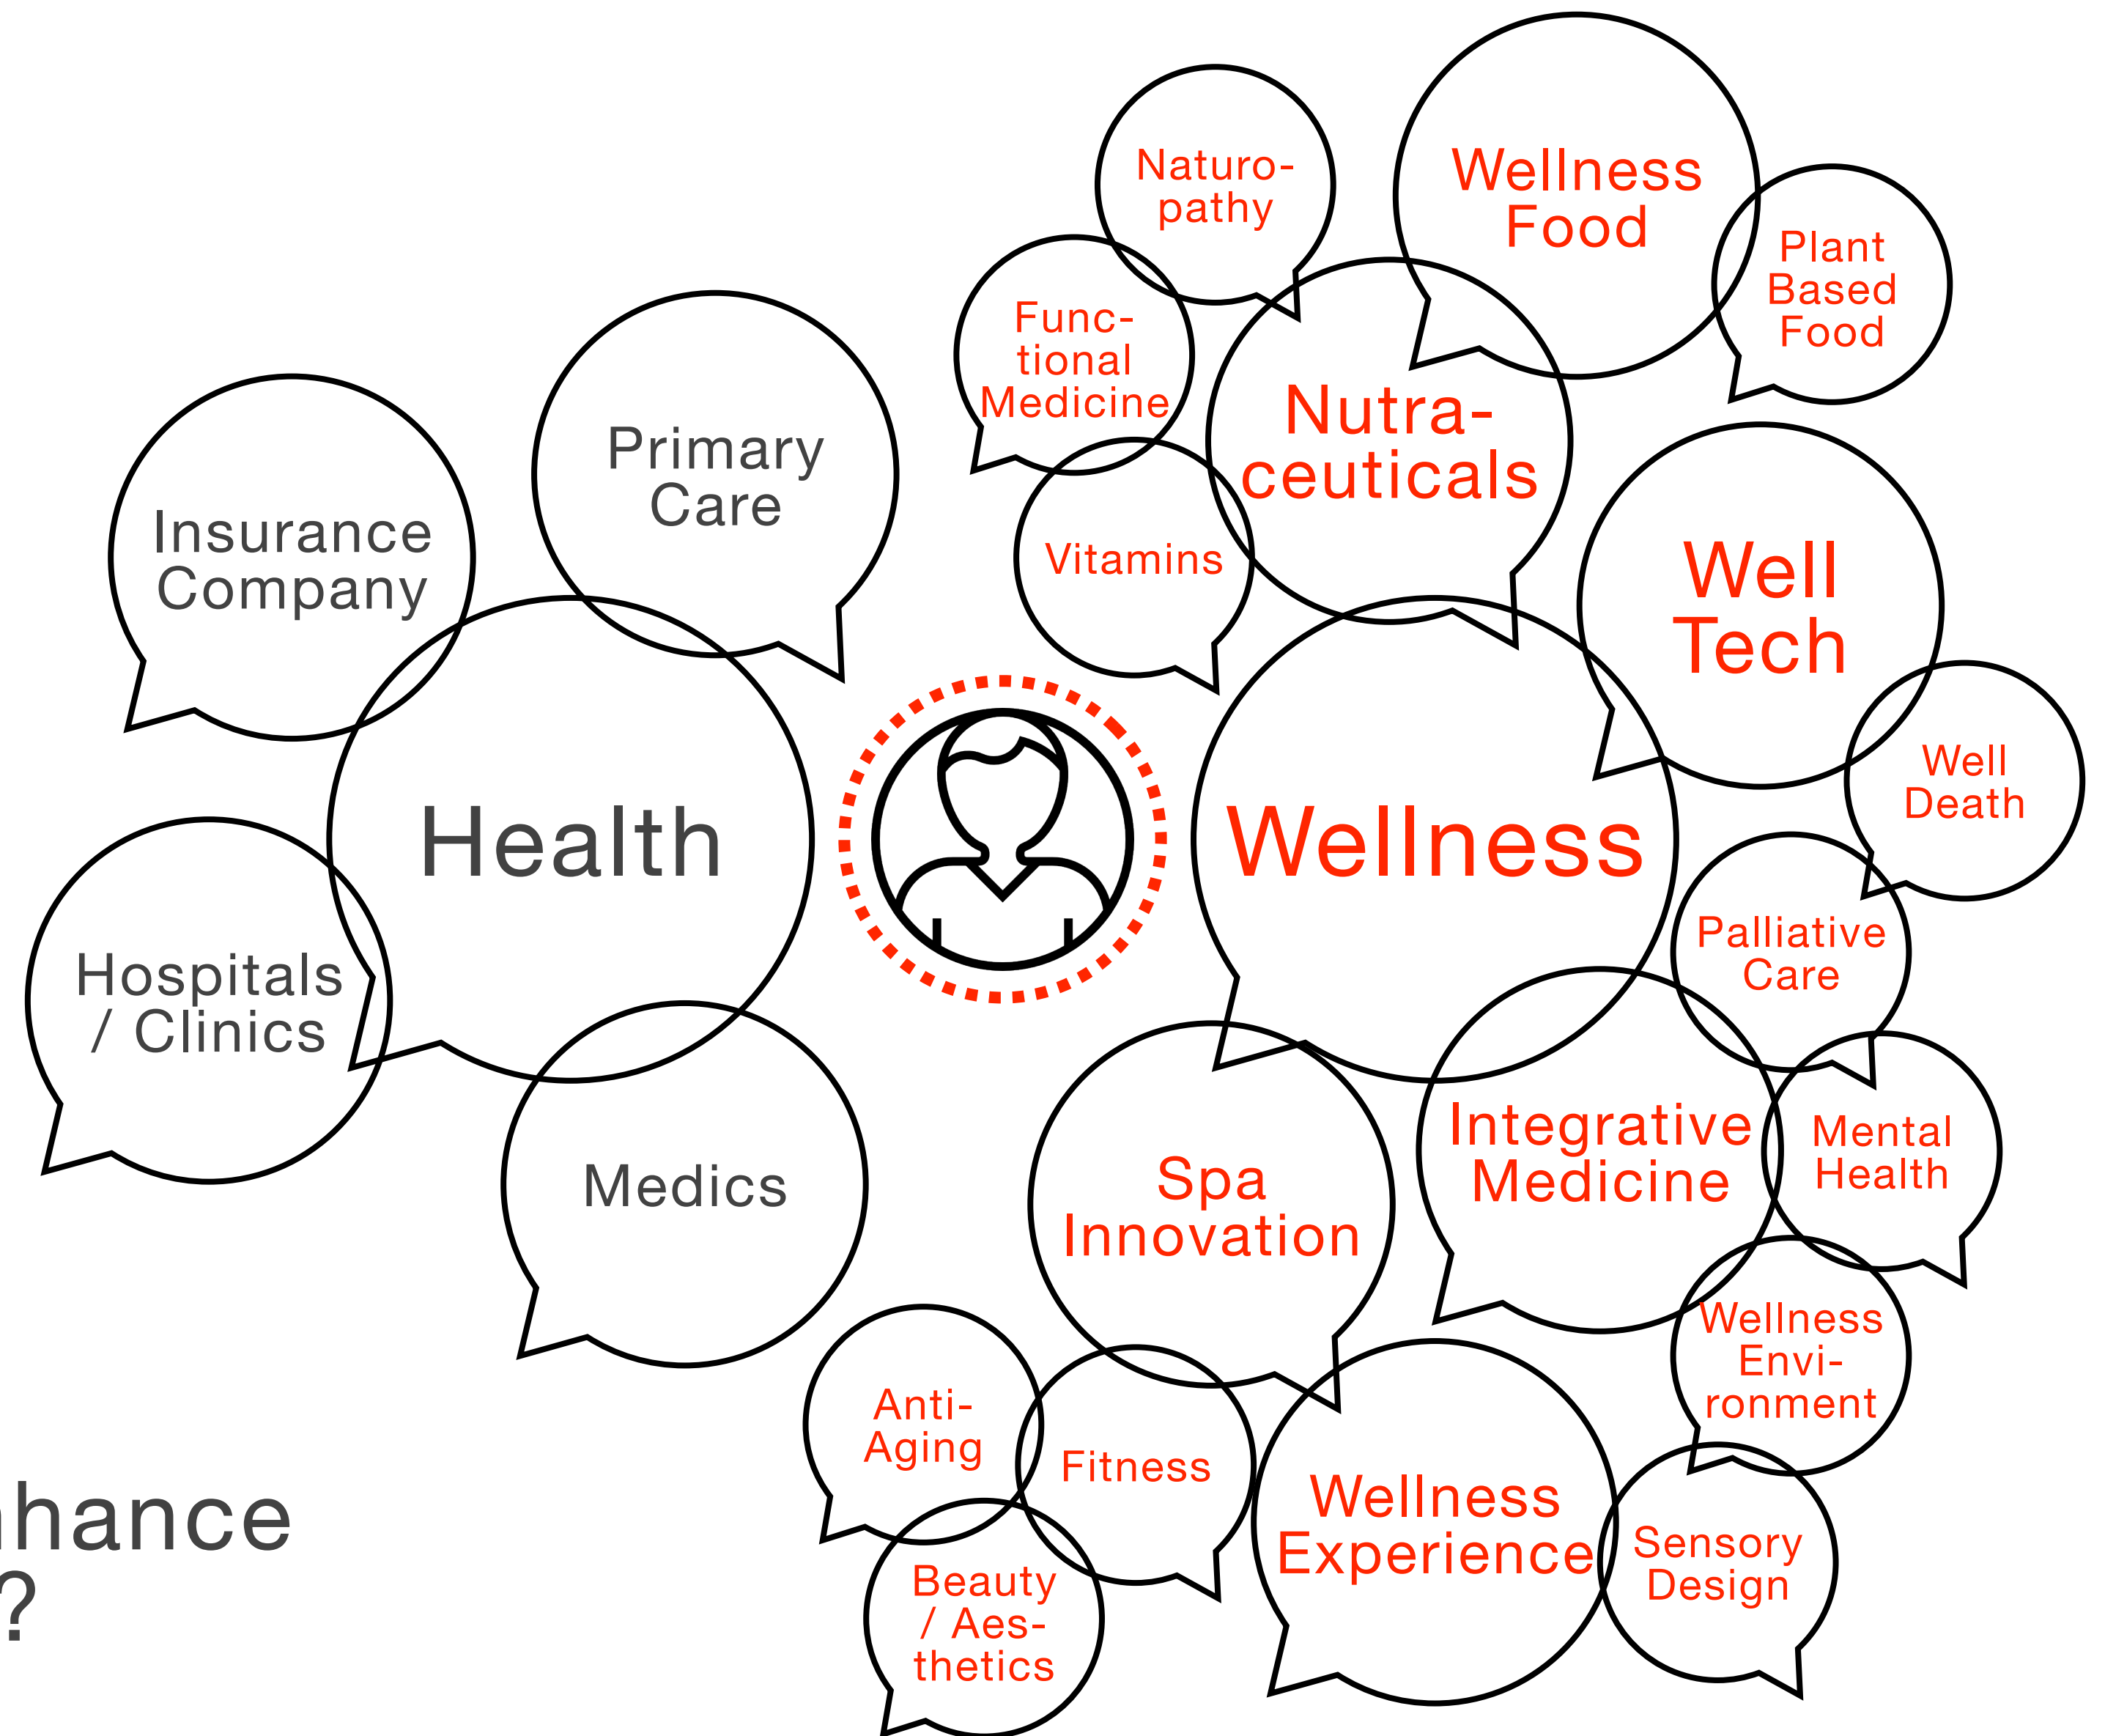 Naturo-
pathy
Wellness
Food
Plant
Based
Food
Func-
tional
Medicine
Nutra-
ceuticals
Primary
Care
Insurance
Company
Vitamins
Well
Tech
Well
Death
Health
Wellness
Palliative
Care
Hospitals
/ Clinics
Medics
Spa
Innovation
Integrative
Medicine
Mental
Health
Wellness
Envi-
ronment
Anti-
Aging
Fitness
Wellness
Experience
Sensory
Design
Beauty
/ Aes-
thetics
hance
?